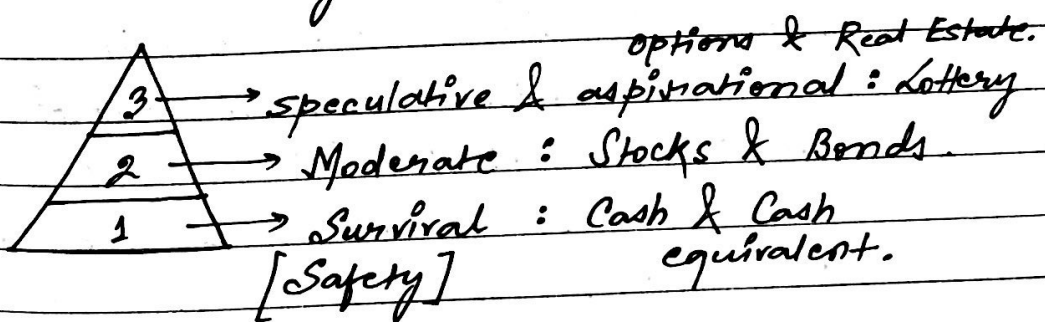 options & Real Estate.
3 → speculative & aspirational : Lottery
2 → Moderate : Stocks & Bonds.
1 → Survival : Cash & Cash
[Safety] equivalent.